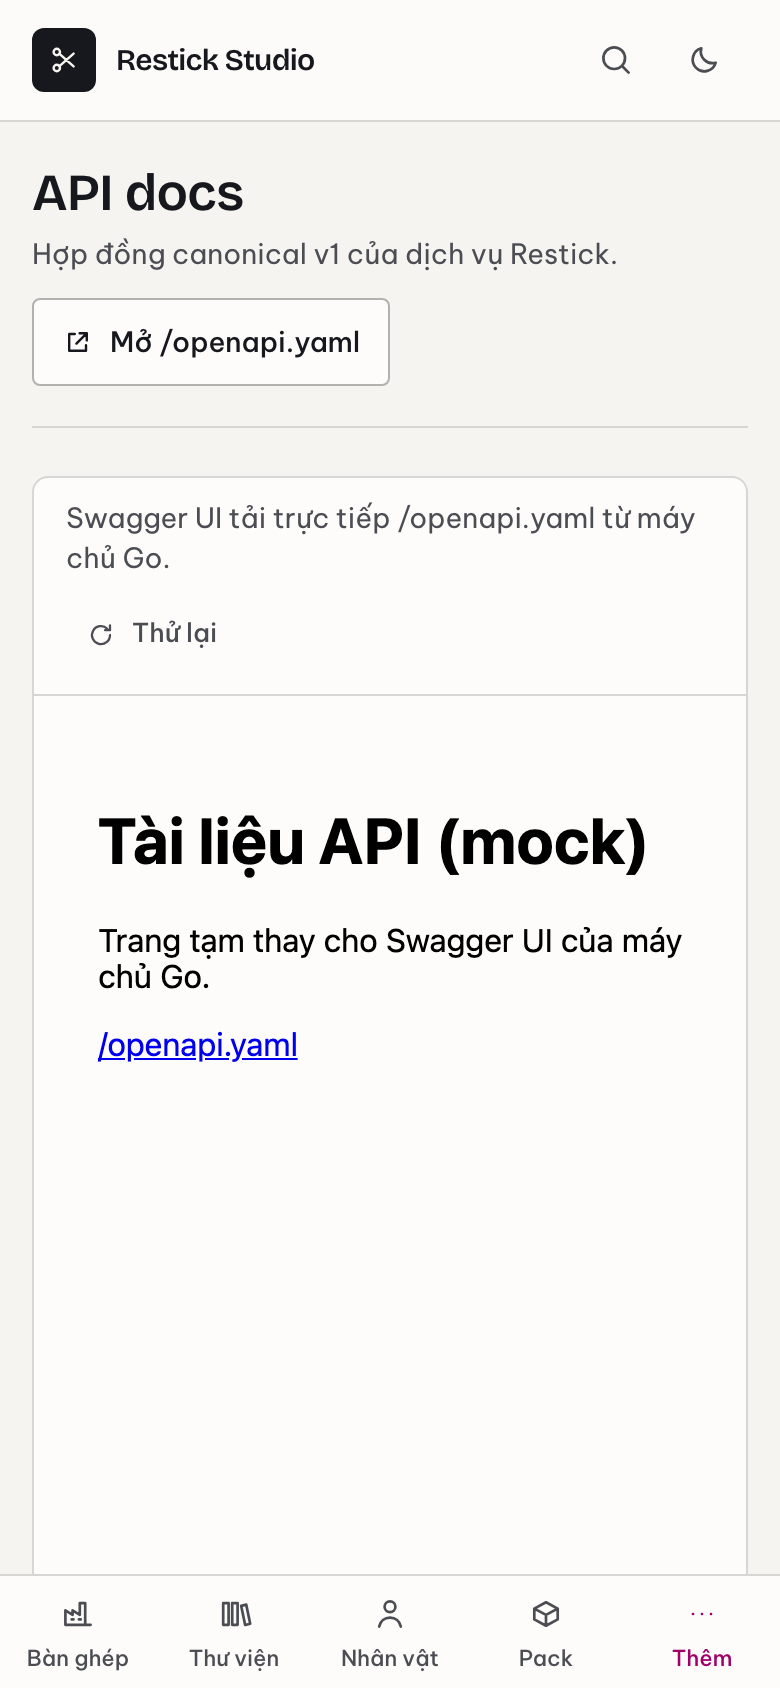 Restick Studio
API docs
Hợp đồng canonical v1 của dịch vụ Restick.
Mở /openapi.yaml
Swagger UI tải trực tiếp /openapi.yaml từ máy
chủ Go.
Thử lại
Tài liệu API (mock)
Trang tạm thay cho Swagger UI của máy
chủ Go.
/openapi.yaml
Bàn ghép
Thư viện
Nhân vật
Pack
Thêm